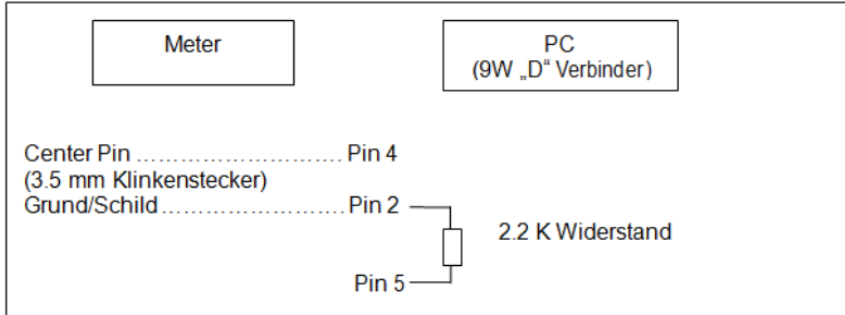 Meter
PC
(9W „D“ Verbinder)
Center Pin ............................ Pin 4
(3.5 mm Klinkenstecker)
Grund/Schild......................... Pin 2
2.2 K Widerstand
Pin 5